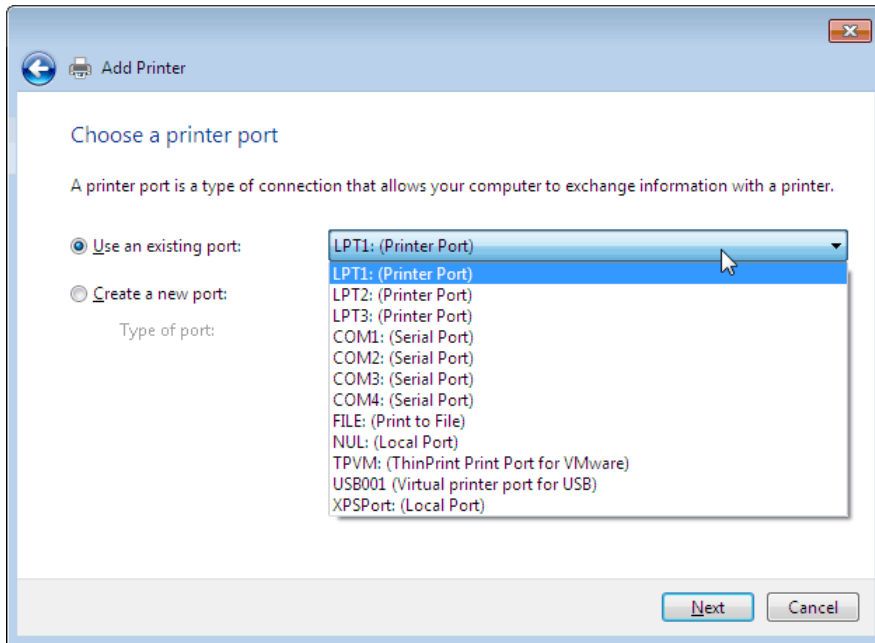 Add Printer
Choose a printer port
A printer port is a type of connection that allows your computer to exchange information with a printer.
Use an existing port: LPT1: (Printer Port)
LPT1: (Printer Port)
Create a new port: LPT2: (Printer Port)
LPT3: (Printer Port)
Type of port: COM1: (Serial Port)
COM2: (Serial Port)
COM3: (Serial Port)
COM4: (Serial Port)
FILE: (Print to File)
NUL: (Local Port)
TPVM: (ThinPrint Print Port for VMware)
USB001 (Virtual printer port for USB)
XPSPort: (Local Port)
Next Cancel